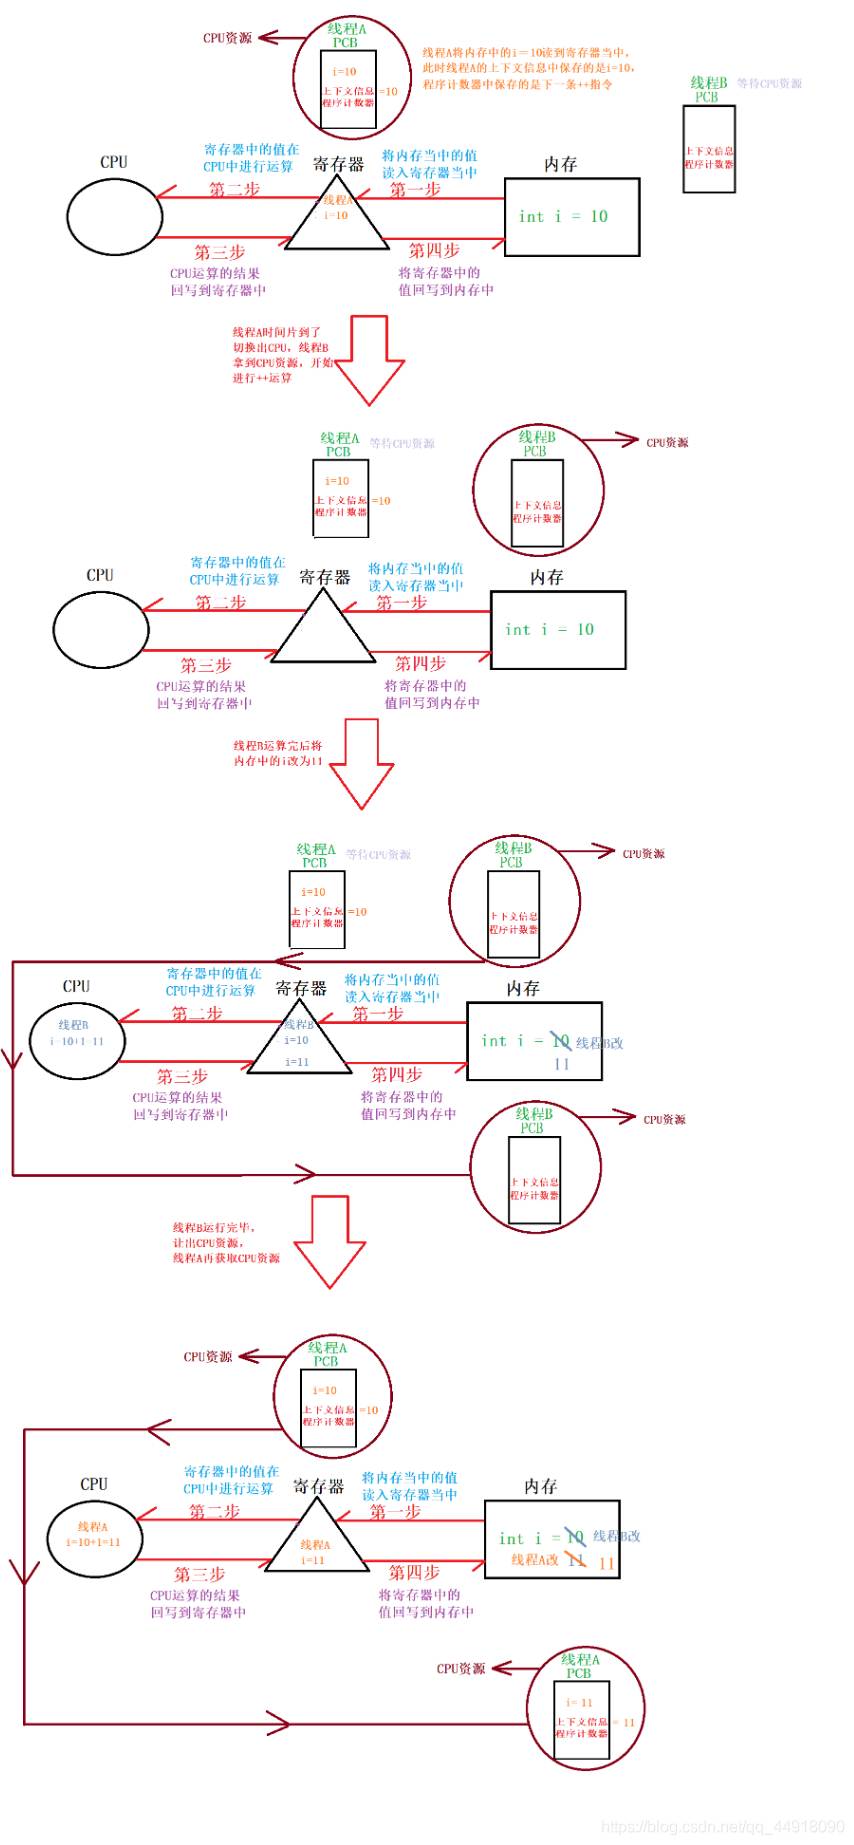 线程A
PCB
CPU资源
i=10
上下文信息 =10
程序计数器
线程A将内存中的i=10读到寄存器当中,
此时线程A的上下文信息中保存的是i=10,
程序计数器中保存的是下一条++指令
线程B 等待CPU资源
PCB
上下文信息
程序计数器
CPU
寄存器中的值在
CPU中进行运算
寄存器
将内存当中的值
读入寄存器当中
内存
第二步
第一步
线程A
i=10
int i = 10
第三步
第四步
CPU运算的结果
回写到寄存器中
将寄存器中的
值回写到内存中
线程A时间片到了
切换出CPU, 线程B
拿到CPU资源, 开始
进行++运算
线程A 等待CPU资源
PCB
i=10
上下文信息 =10
程序计数器
线程B
PCB
CPU资源
上下文信息
程序计数器
CPU
寄存器中的值在
CPU中进行运算
寄存器
将内存当中的值
读入寄存器当中
内存
第二步
第一步
int i = 10
第三步
第四步
CPU运算的结果
回写到寄存器中
将寄存器中的
值回写到内存中
线程B运算完后将
内存中的i改为11
线程A 等待CPU资源
PCB
i=10
上下文信息 =10
程序计数器
线程B
PCB
CPU资源
上下文信息
程序计数器
CPU
寄存器中的值在
CPU中进行运算
寄存器
将内存当中的值
读入寄存器当中
内存
第二步
第一步
线程B
i=10+1=11
线程B
i=10
i=11
int i = 10 线程B改
11
第三步
第四步
CPU运算的结果
回写到寄存器中
将寄存器中的
值回写到内存中
线程B
PCB
CPU资源
上下文信息
程序计数器
线程B运行完毕,
让出CPU资源,
线程A再获取CPU资源
线程A
PCB
CPU资源
i=10
上下文信息 =10
程序计数器
CPU
寄存器中的值在
CPU中进行运算
寄存器
将内存当中的值
读入寄存器当中
内存
第二步
第一步
线程A
i=10+1=11
线程A
i=11
int i = 10 线程B改
线程A改 11 11
第三步
第四步
CPU运算的结果
回写到寄存器中
将寄存器中的
值回写到内存中
线程A
PCB
CPU资源
i=11
上下文信息 = 11
程序计数器
https://blog.csdn.net/qq_44918090